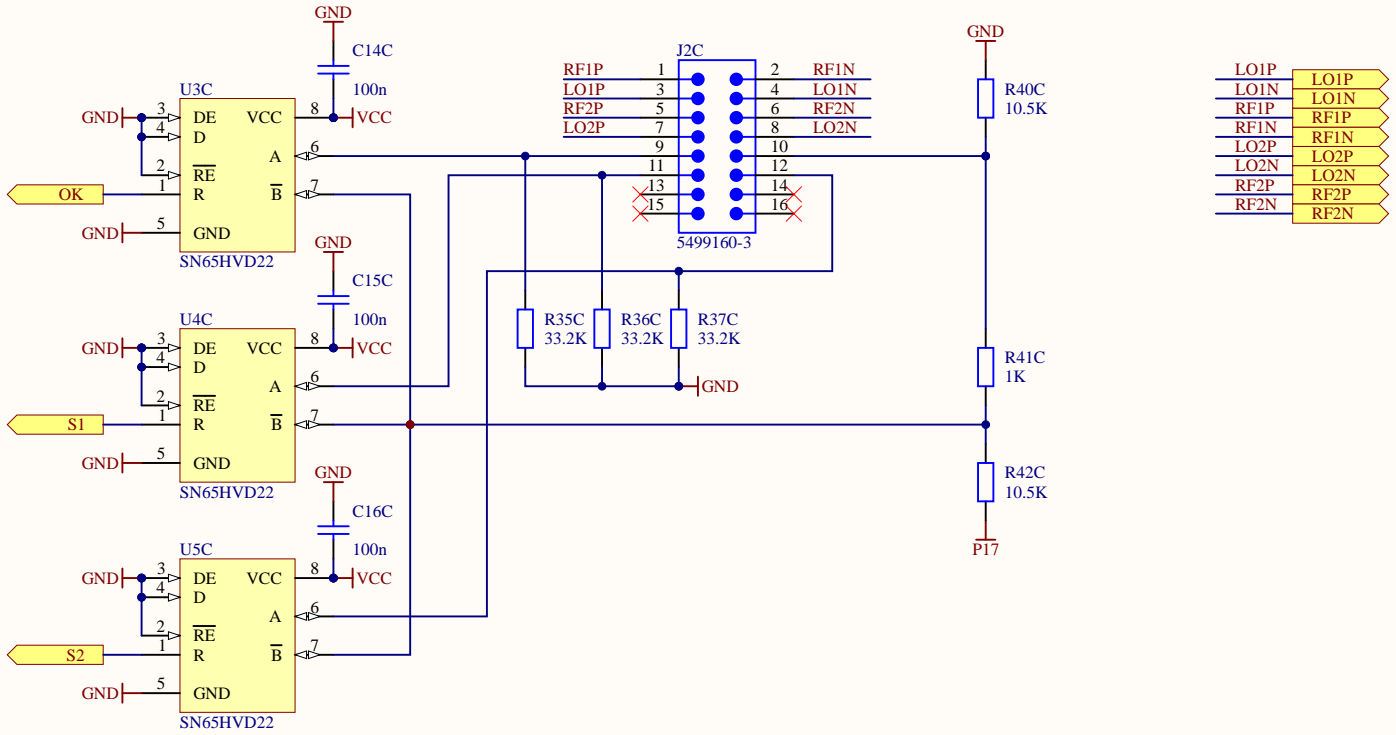 GND
C14C
100n
U3C
GND
3
DE
VCC
8
VCC
4
D
A
6
2
RE
1
R
B
7
OK
GND
5
GND
SN65HVD22
GND
C15C
100n
U4C
GND
3
DE
VCC
8
VCC
4
D
A
6
2
RE
1
R
B
7
S1
GND
5
GND
SN65HVD22
GND
C16C
100n
U5C
GND
3
DE
VCC
8
VCC
4
D
A
6
2
RE
1
R
B
7
S2
GND
5
GND
SN65HVD22
J2C
RF1P 1 2 RF1N
LO1P 3 4 LO1N
RF2P 5 6 RF2N
LO2P 7 8 LO2N
9 10
11 12
13 14
15 16
5499160-3
R35C
33.2K
R36C
33.2K
R37C
33.2K
GND
GND
R40C
10.5K
R41C
1K
R42C
10.5K
P17
LO1P LO1P
LO1N LO1N
RF1P RF1P
RF1N RF1N
LO2P LO2P
LO2N LO2N
RF2P RF2P
RF2N RF2N